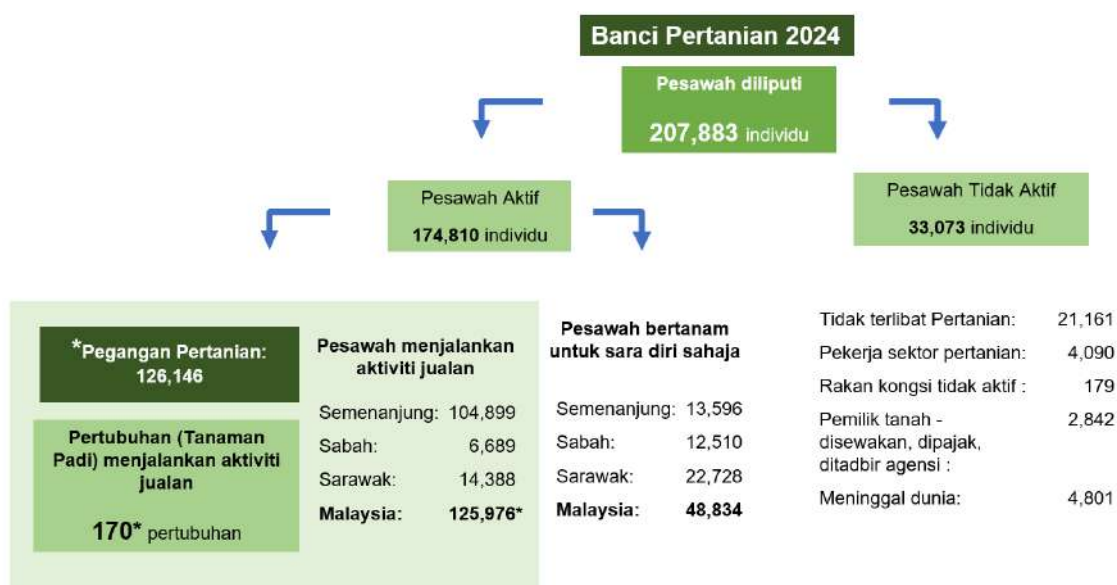 Banci Pertanian 2024
Pesawah diliputi
207,883 individu
Pesawah Aktif
174,810 individu
Pesawah Tidak Aktif
33,073 individu
*Pegangan Pertanian:
126,146
Pertubuhan (Tanaman
Padi) menjalankan aktiviti
jualan
170* pertubuhan
Pesawah menjalankan
aktiviti jualan
Semenanjung: 104,899
Sabah: 6,689
Sarawak: 14,388
Malaysia: 125,976*
Pesawah bertanam
untuk sara diri sahaja
Semenanjung: 13,596
Sabah: 12,510
Sarawak: 22,728
Malaysia: 48,834
Tidak terlibat Pertanian: 21,161
Pekerja sektor pertanian: 4,090
Rakan kongsi tidak aktif : 179
Pemilik tanah - 2,842
disewakan, dipajak,
ditadbir agensi :
Meninggal dunia: 4,801